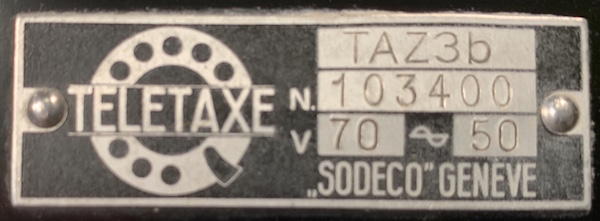 TELETAXE
TAZ3b
N. 103400
V 70 ~ 50
„SODECO" GENEVE